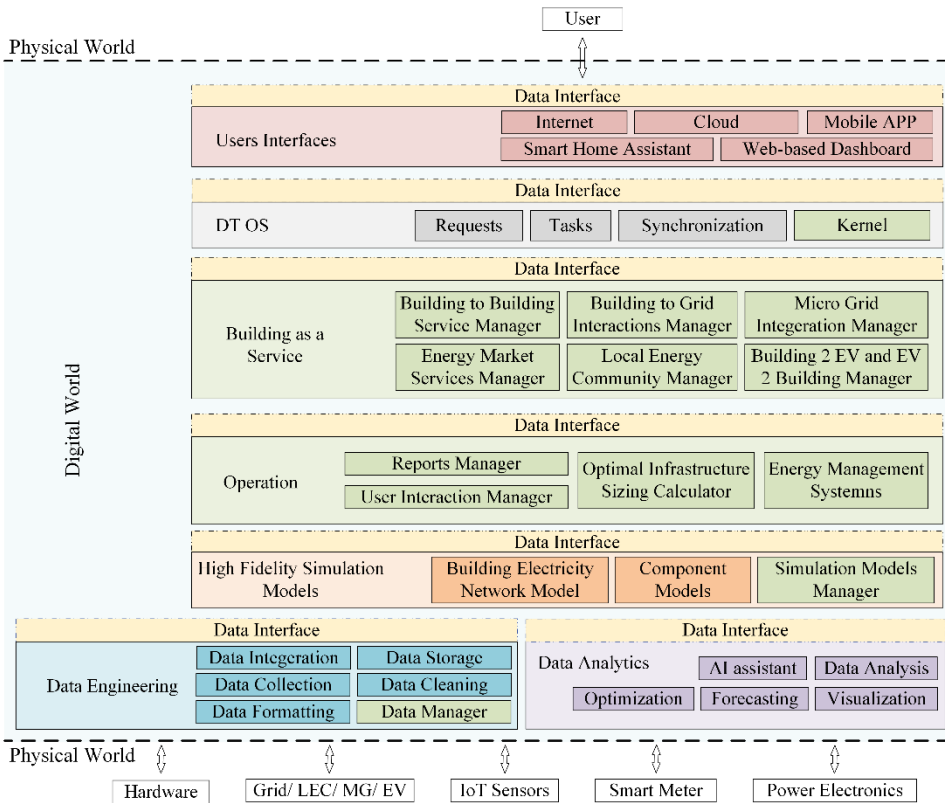 User
Physical World
Data Interface
Users Interfaces
Internet
Cloud
Mobile APP
Smart Home Assistant
Web-based Dashboard
Data Interface
DT OS
Requests
Tasks
Synchronization
Kernel
Digital World
Data Interface
Building as a
Service
Building to Building
Service Manager
Building to Grid
Interactions Manager
Micro Grid
Integeration Manager
Energy Market
Services Manager
Local Energy
Community Manager
Building 2 EV and EV
2 Building Manager
Data Interface
Operation
Reports Manager
User Interaction Manager
Optimal Infrastructure
Sizing Calculator
Energy Management
Systemns
Data Interface
High Fidelity Simulation
Models
Building Electricity
Network Model
Component
Models
Simulation Models
Manager
Data Interface
Data Engineering
Data Integeration
Data Storage
Data Collection
Data Cleaning
Data Formatting
Data Manager
Data Interface
Data Analytics
AI assistant
Data Analysis
Optimization
Forecasting
Visualization
Physical World
Hardware
Grid/ LEC/ MG/ EV
IoT Sensors
Smart Meter
Power Electronics